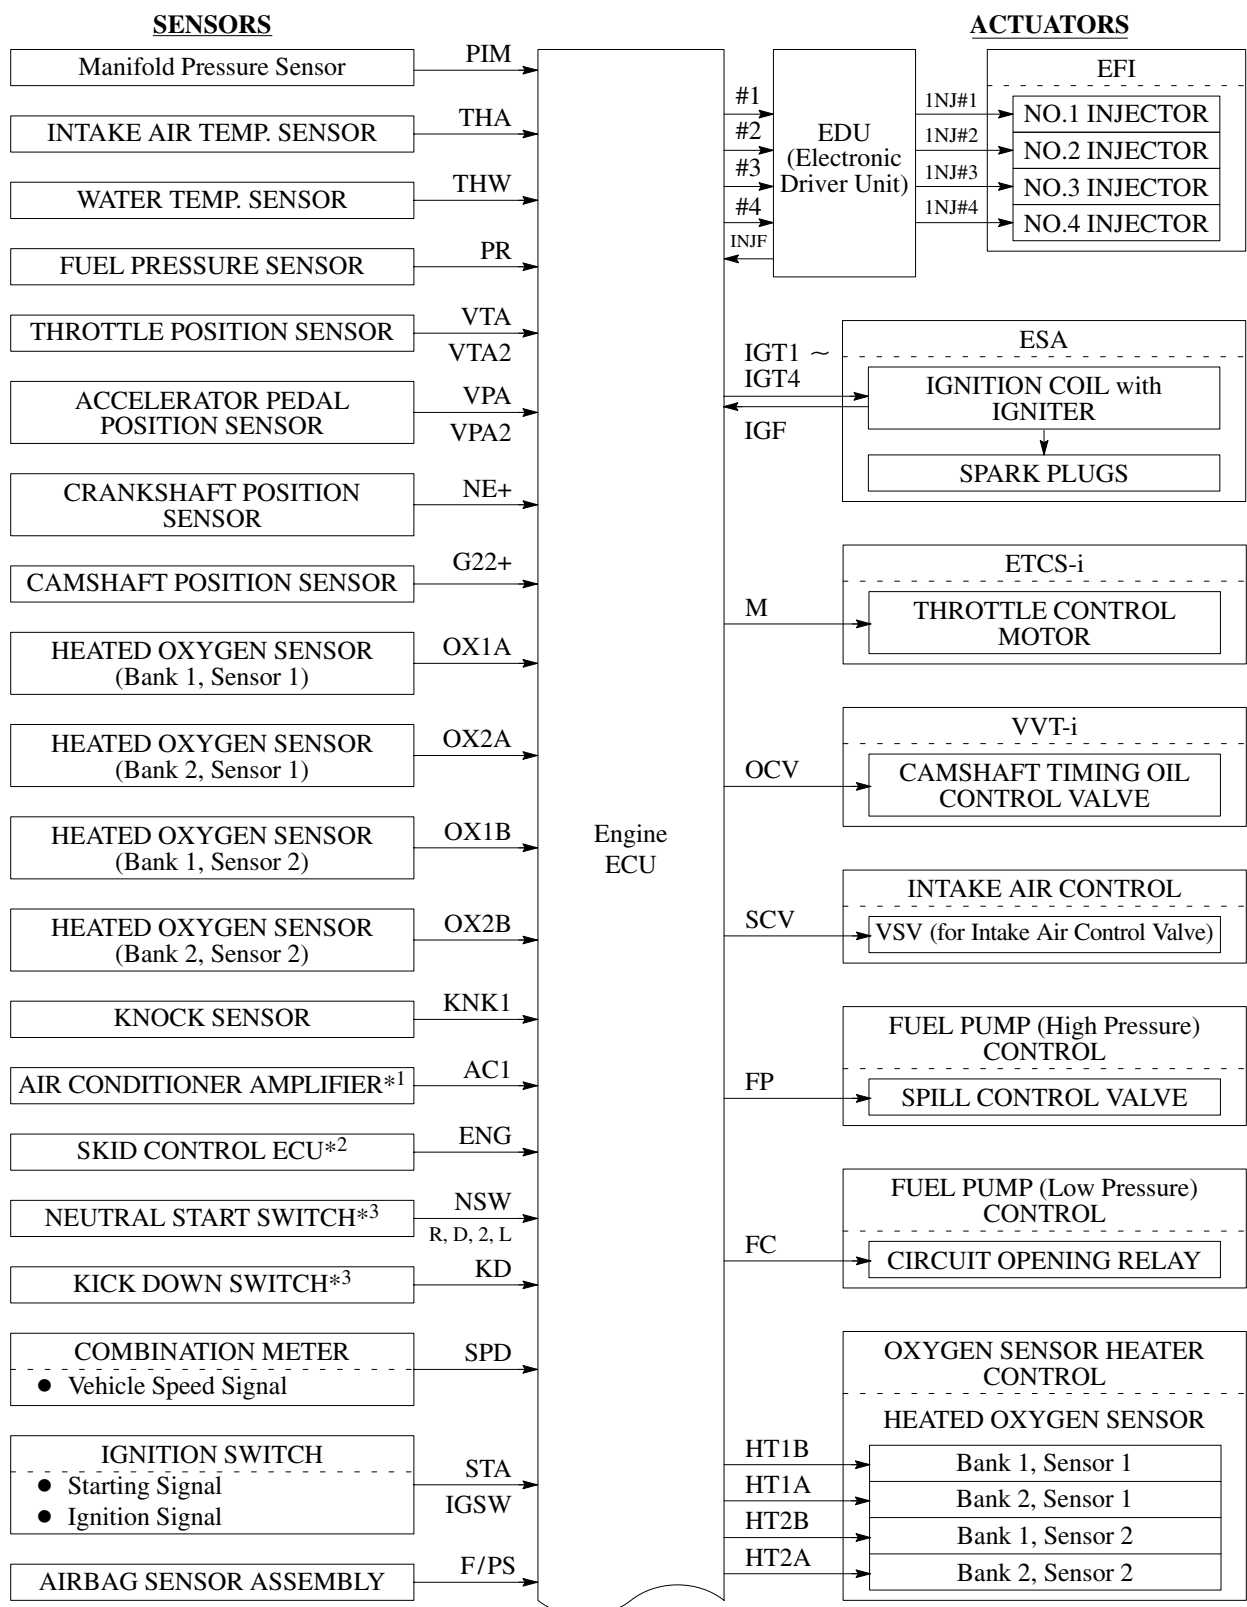 SENSORS
Manifold Pressure Sensor
PIM
INTAKE AIR TEMP. SENSOR
THA
WATER TEMP. SENSOR
THW
FUEL PRESSURE SENSOR
PR
THROTTLE POSITION SENSOR
VTA
VTA2
ACCELERATOR PEDAL
POSITION SENSOR
VPA
VPA2
CRANKSHAFT POSITION
SENSOR
NE+
CAMSHAFT POSITION SENSOR
G22+
HEATED OXYGEN SENSOR
(Bank 1, Sensor 1)
OX1A
HEATED OXYGEN SENSOR
(Bank 2, Sensor 1)
OX2A
HEATED OXYGEN SENSOR
(Bank 1, Sensor 2)
OX1B
HEATED OXYGEN SENSOR
(Bank 2, Sensor 2)
OX2B
KNOCK SENSOR
KNK1
AIR CONDITIONER AMPLIFIER*1
AC1
SKID CONTROL ECU*2
ENG
NEUTRAL START SWITCH*3
NSW
R, D, 2, L
KICK DOWN SWITCH*3
KD
COMBINATION METER
● Vehicle Speed Signal
SPD
IGNITION SWITCH
● Starting Signal
● Ignition Signal
STA
IGSW
AIRBAG SENSOR ASSEMBLY
F/PS
Engine
ECU
ACTUATORS
#1
#2
#3
#4
INJF
EDU
(Electronic
Driver Unit)
1NJ#1
1NJ#2
1NJ#3
1NJ#4
EFI
NO.1 INJECTOR
NO.2 INJECTOR
NO.3 INJECTOR
NO.4 INJECTOR
IGT1 ~
IGT4
IGF
ESA
IGNITION COIL with
IGNITER
SPARK PLUGS
M
ETCS-i
THROTTLE CONTROL
MOTOR
OCV
VVT-i
CAMSHAFT TIMING OIL
CONTROL VALVE
SCV
INTAKE AIR CONTROL
VSV (for Intake Air Control Valve)
FP
FUEL PUMP (High Pressure)
CONTROL
SPILL CONTROL VALVE
FC
FUEL PUMP (Low Pressure)
CONTROL
CIRCUIT OPENING RELAY
OXYGEN SENSOR HEATER
CONTROL
HEATED OXYGEN SENSOR
HT1B
Bank 1, Sensor 1
HT1A
Bank 2, Sensor 1
HT2B
Bank 1, Sensor 2
HT2A
Bank 2, Sensor 2